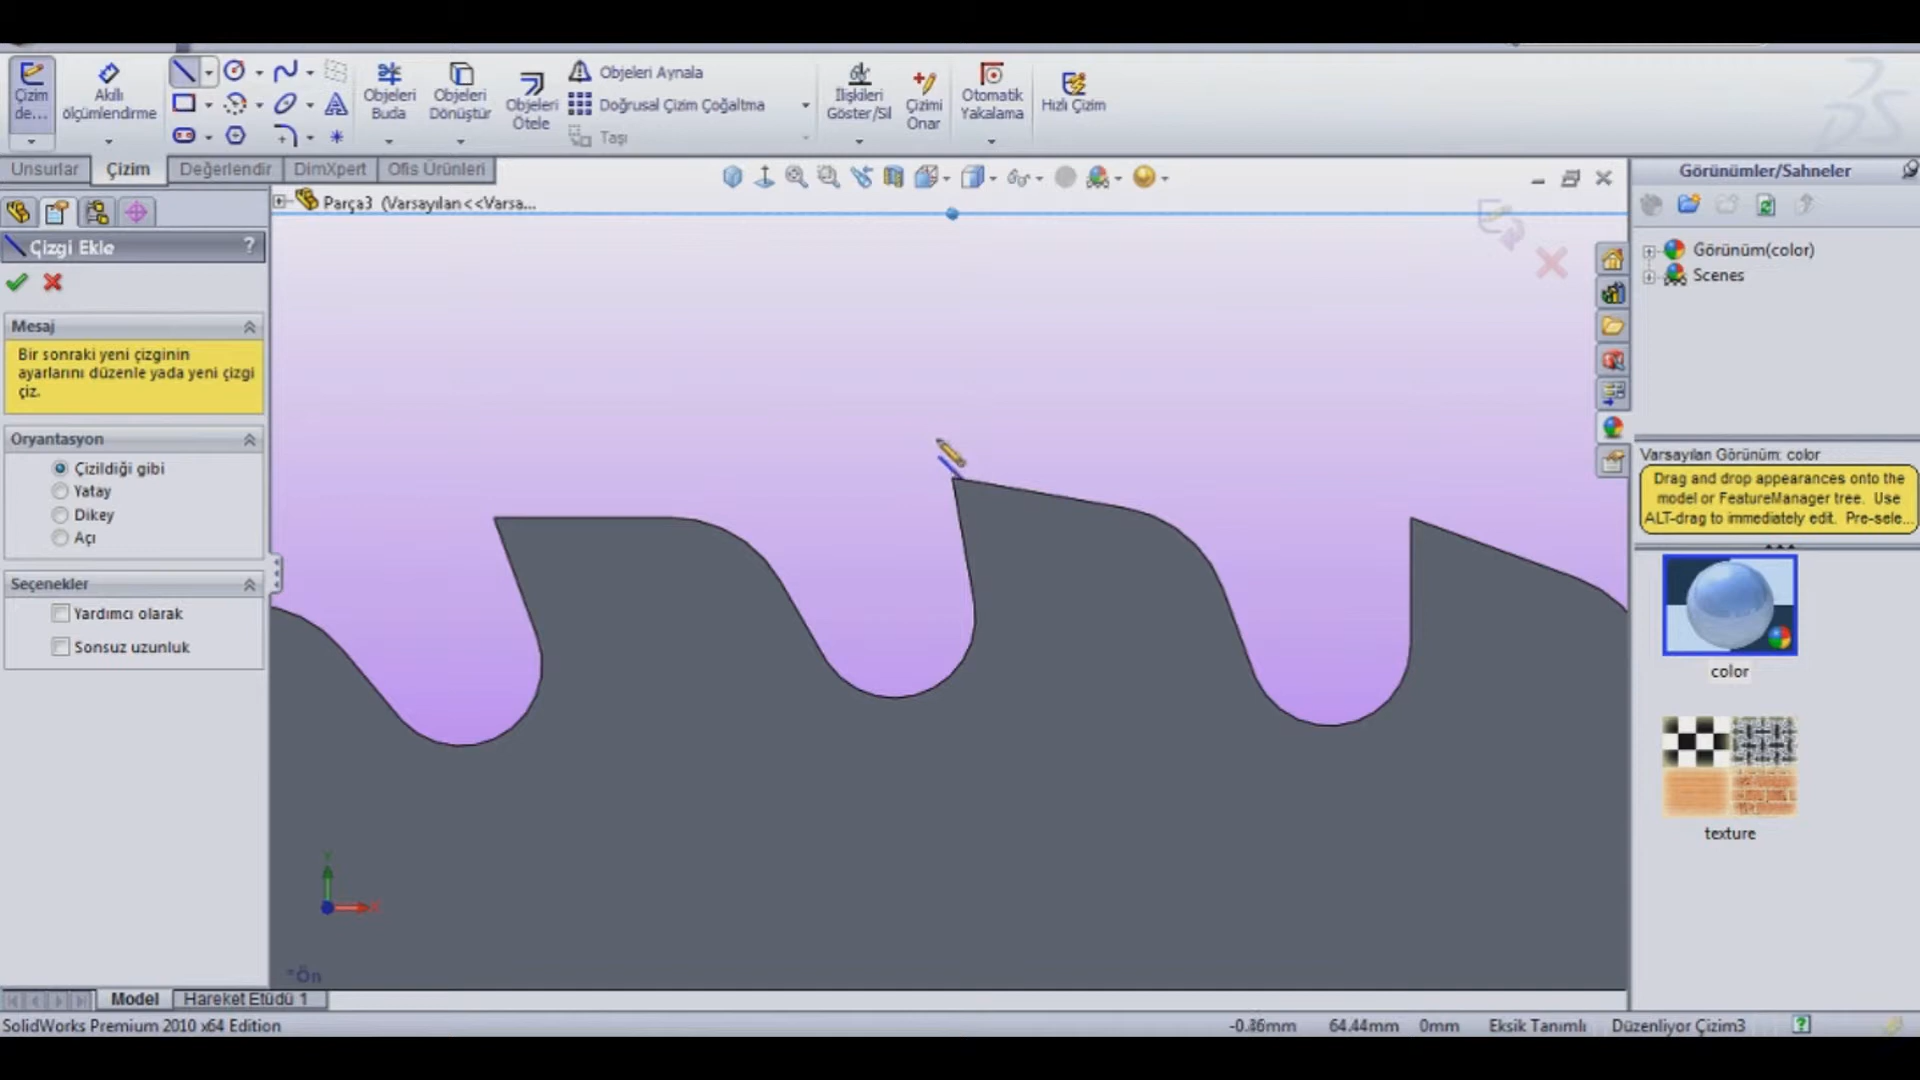 Çizim
de...
Akıllı
ölçümlendirme
Objeleri
Buda
Objeleri
Dönüştür
Objeleri
Ötele
Objeleri Aynala
Doğrusal Çizim Çoğaltma
Taşı
İlişkileri
Göster/Sil
Çizimi
Onar
Otomatik
Yakalama
Hızlı Çizim
Unsurlar
Çizim
Değerlendir
DimXpert
Ofis Ürünleri
Parça3 (Varsayılan<<Varsa...
Görünümler/Sahneler
Çizgi Ekle
?
Mesaj
Bir sonraki yeni çizginin
ayarlarını düzenle yada yeni çizgi
çiz.
Oryantasyon
Çizildiği gibi
Yatay
Dikey
Açı
Seçenekler
Yardımcı olarak
Sonsuz uzunluk
Görünüm(color)
Scenes
Varsayılan Görünüm: color
Drag and drop appearances onto the
model or FeatureManager tree. Use
ALT-drag to immediately edit. Pre-sele...
color
texture
Y
*Ön
Model
Hareket Etüdü 1
SolidWorks Premium 2010 x64 Edition
-0.36mm 64.44mm 0mm Eksik Tanımlı Düzenliyor Çizim3 ?